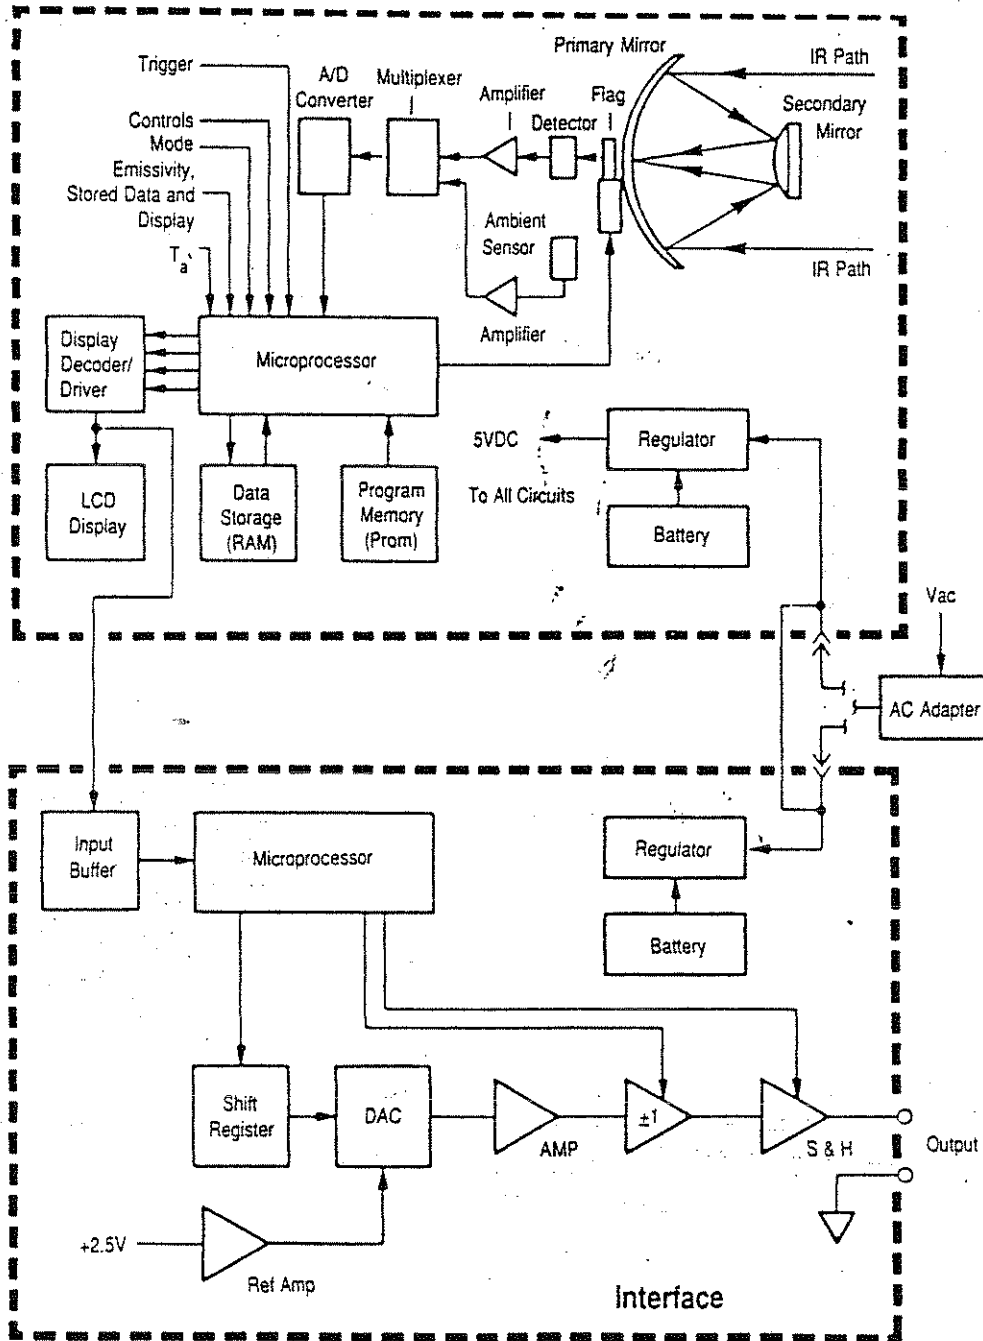 Primary Mirror
IR Path
Trigger
A/D
Converter
Multiplexer
Amplifier
Flag
Detector
Secondary
Mirror
Controls
Mode
Emissivity,
Stored Data and
Display
Ta
Ambient
Sensor
IR Path
Amplifier
Display
Decoder/
Driver
Microprocessor
5VDC
Regulator
To All Circuits
LCD
Display
Data
Storage
(RAM)
Program
Memory
(Prom)
Battery
Vac
AC Adapter
Input
Buffer
Microprocessor
Regulator
Battery
Shift
Register
DAC
AMP
±1
S & H
Output
+2.5V
Ref Amp
Interface